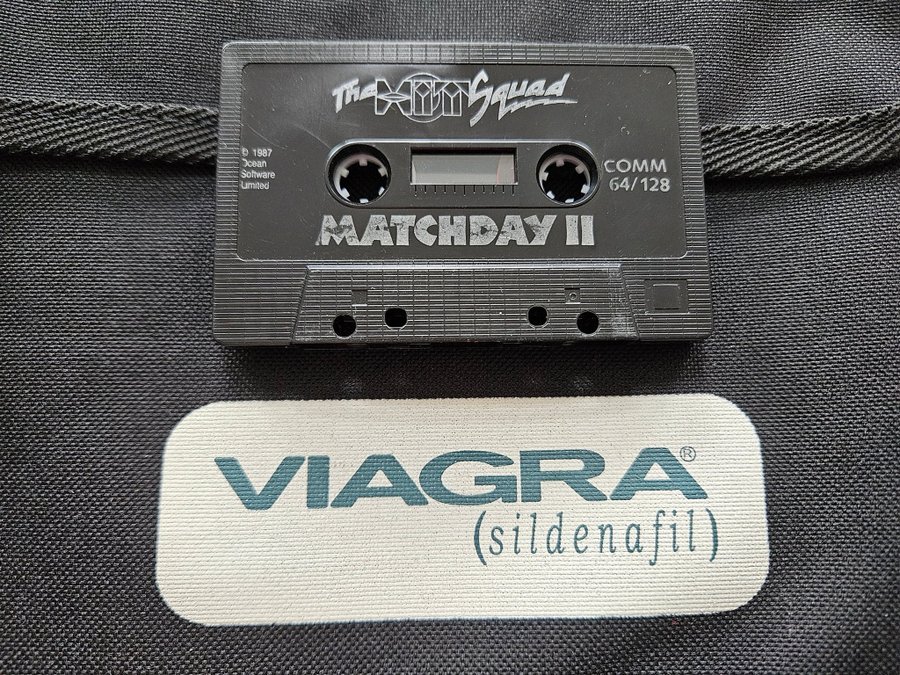 The HIT Squad
© 1987
Ocean
Software
Limited
COMM
64/128
MATCHDAY II
VIAGRA®
(sildenafil)